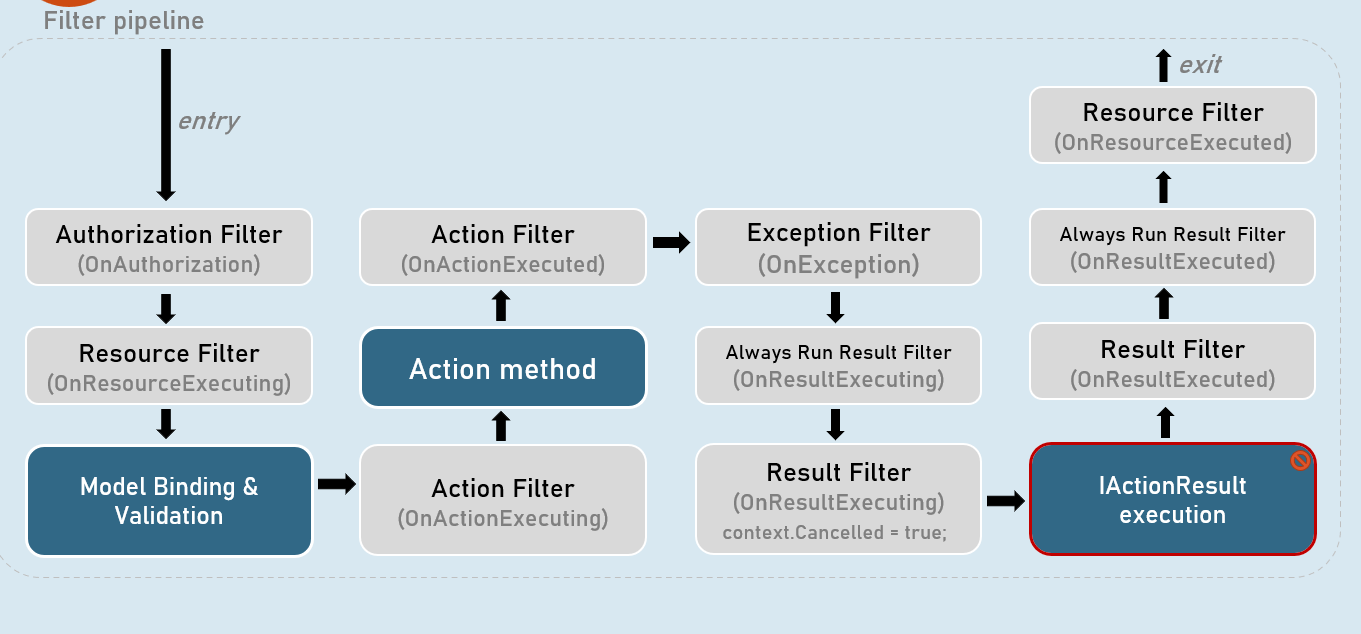 Filter pipeline
entry
Authorization Filter
(OnAuthorization)
Resource Filter
(OnResourceExecuting)
Model Binding &
Validation
Action Filter
(OnActionExecuting)
Action method
Action Filter
(OnActionExecuted)
Exception Filter
(OnException)
Always Run Result Filter
(OnResultExecuting)
Result Filter
(OnResultExecuting)
context.Cancelled = true;
IActionResult
execution
Result Filter
(OnResultExecuted)
Always Run Result Filter
(OnResultExecuted)
Resource Filter
(OnResourceExecuted)
exit